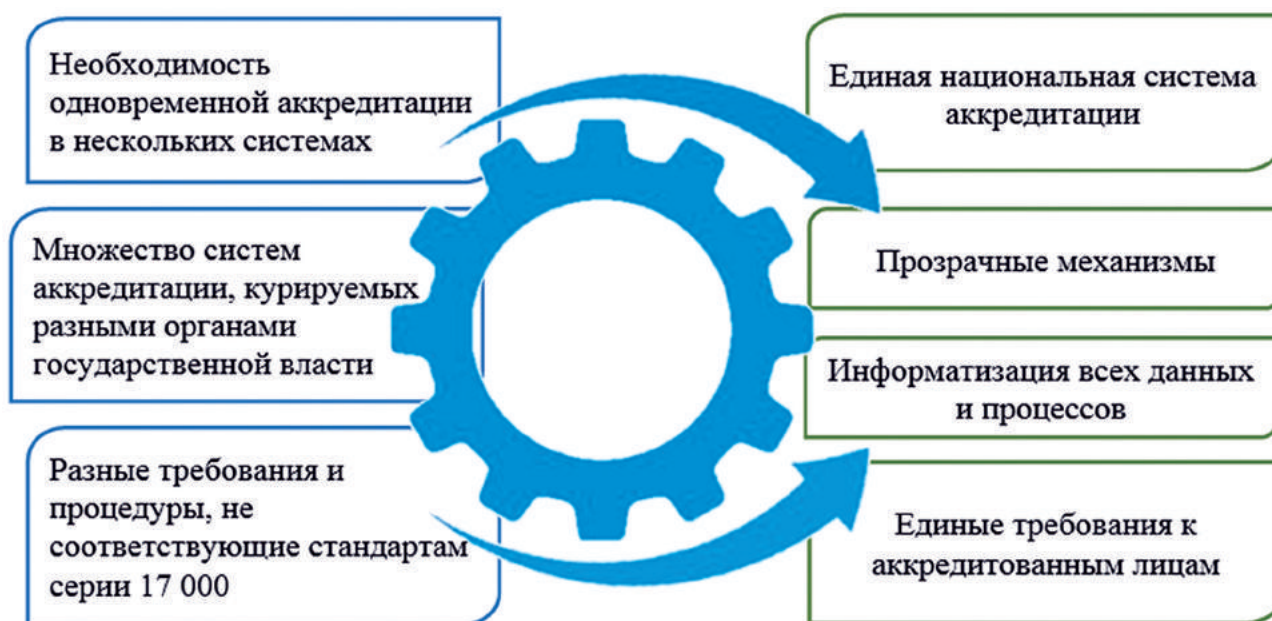 Необходимость
одновременной аккредитации
в нескольких системах
Множество систем
аккредитации, курируемых
разными органами
государственной власти
Разные требования и
процедуры, не
соответствующие стандартам
серии 17 000
Единая национальная система
аккредитации
Прозрачные механизмы
Информатизация всех данных
и процессов
Единые требования к
аккредитованным лицам